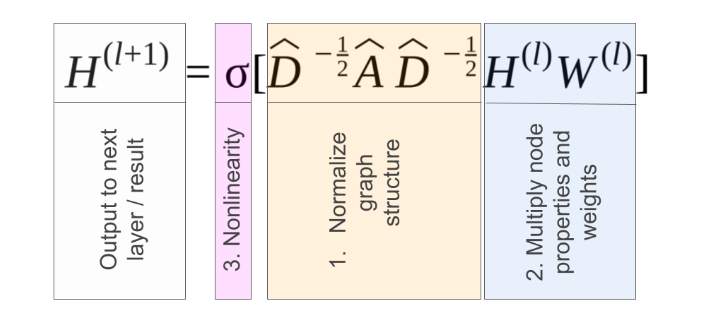 H^(l+1) = σ[D̂^(-1/2) Â D̂^(-1/2) H^(l) W^(l)]
Output to next
layer / result
3. Nonlinearity
1. Normalize
graph
structure
2. Multiply node
properties and
weights